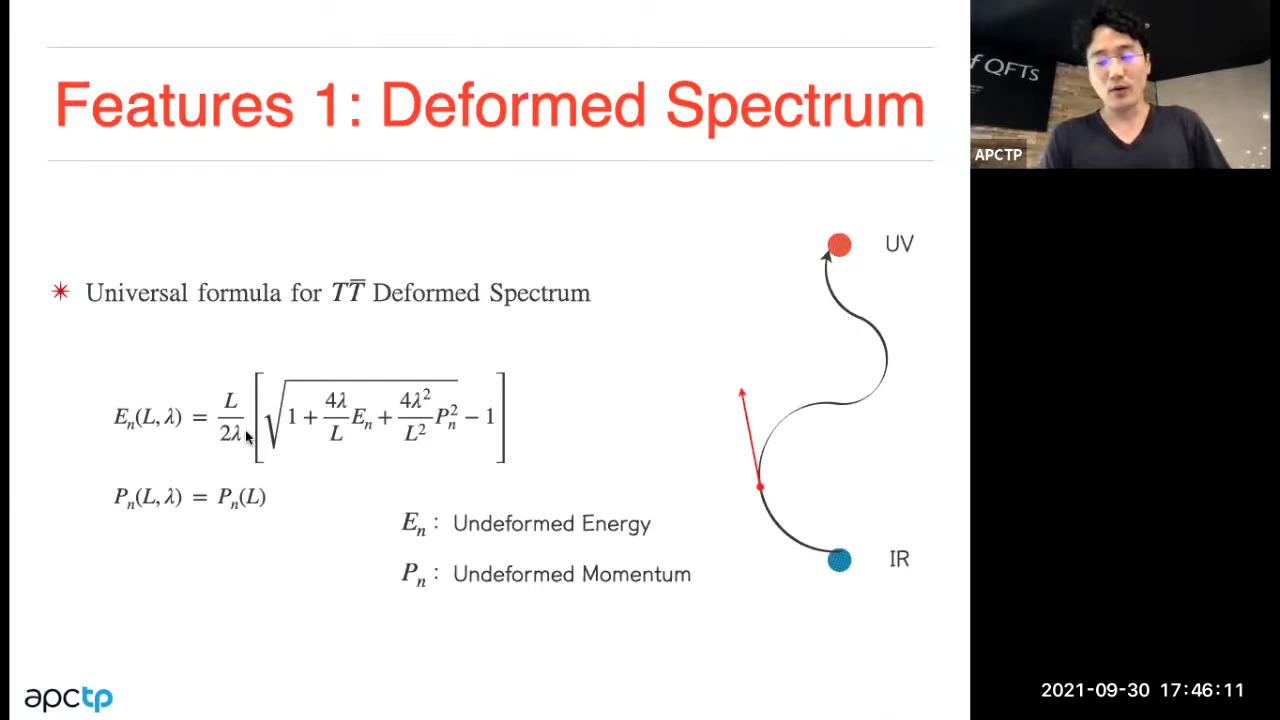 Features 1: Deformed Spectrum
f QFTs
APCTP
UV
✴ Universal formula for TT̅ Deformed Spectrum
Eₙ(L, λ) = L/2λ [√(1 + 4λ/L Eₙ + 4λ²/L² Pₙ²) − 1]
Pₙ(L, λ) = Pₙ(L)
Eₙ : Undeformed Energy
IR
Pₙ : Undeformed Momentum
apctp
2021-09-30 17:46:11